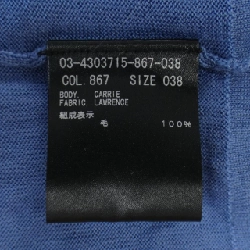 03-4303715-867-038
COL. 867 SIZE 038
BODY. CARRIE
FABRIC LAWRENCE
組成表示
毛 100%